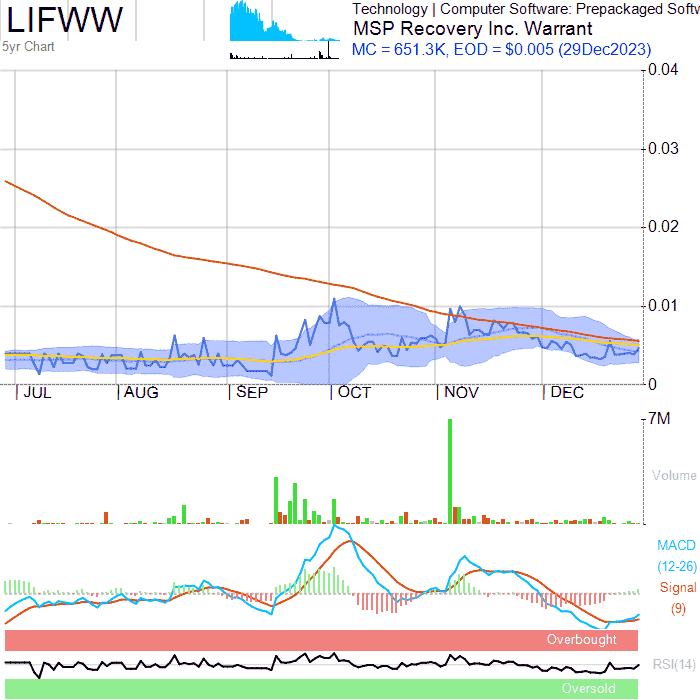 LIFWW
5yr Chart
Technology | Computer Software: Prepackaged Softw
MSP Recovery Inc. Warrant
MC = 651.3K, EOD = $0.005 (29Dec2023)
0.04
0.03
0.02
0.01
0
JUL AUG SEP OCT NOV DEC
7M
Volume
MACD
(12-26)
Signal
(9)
Overbought
RSI(14)
Oversold